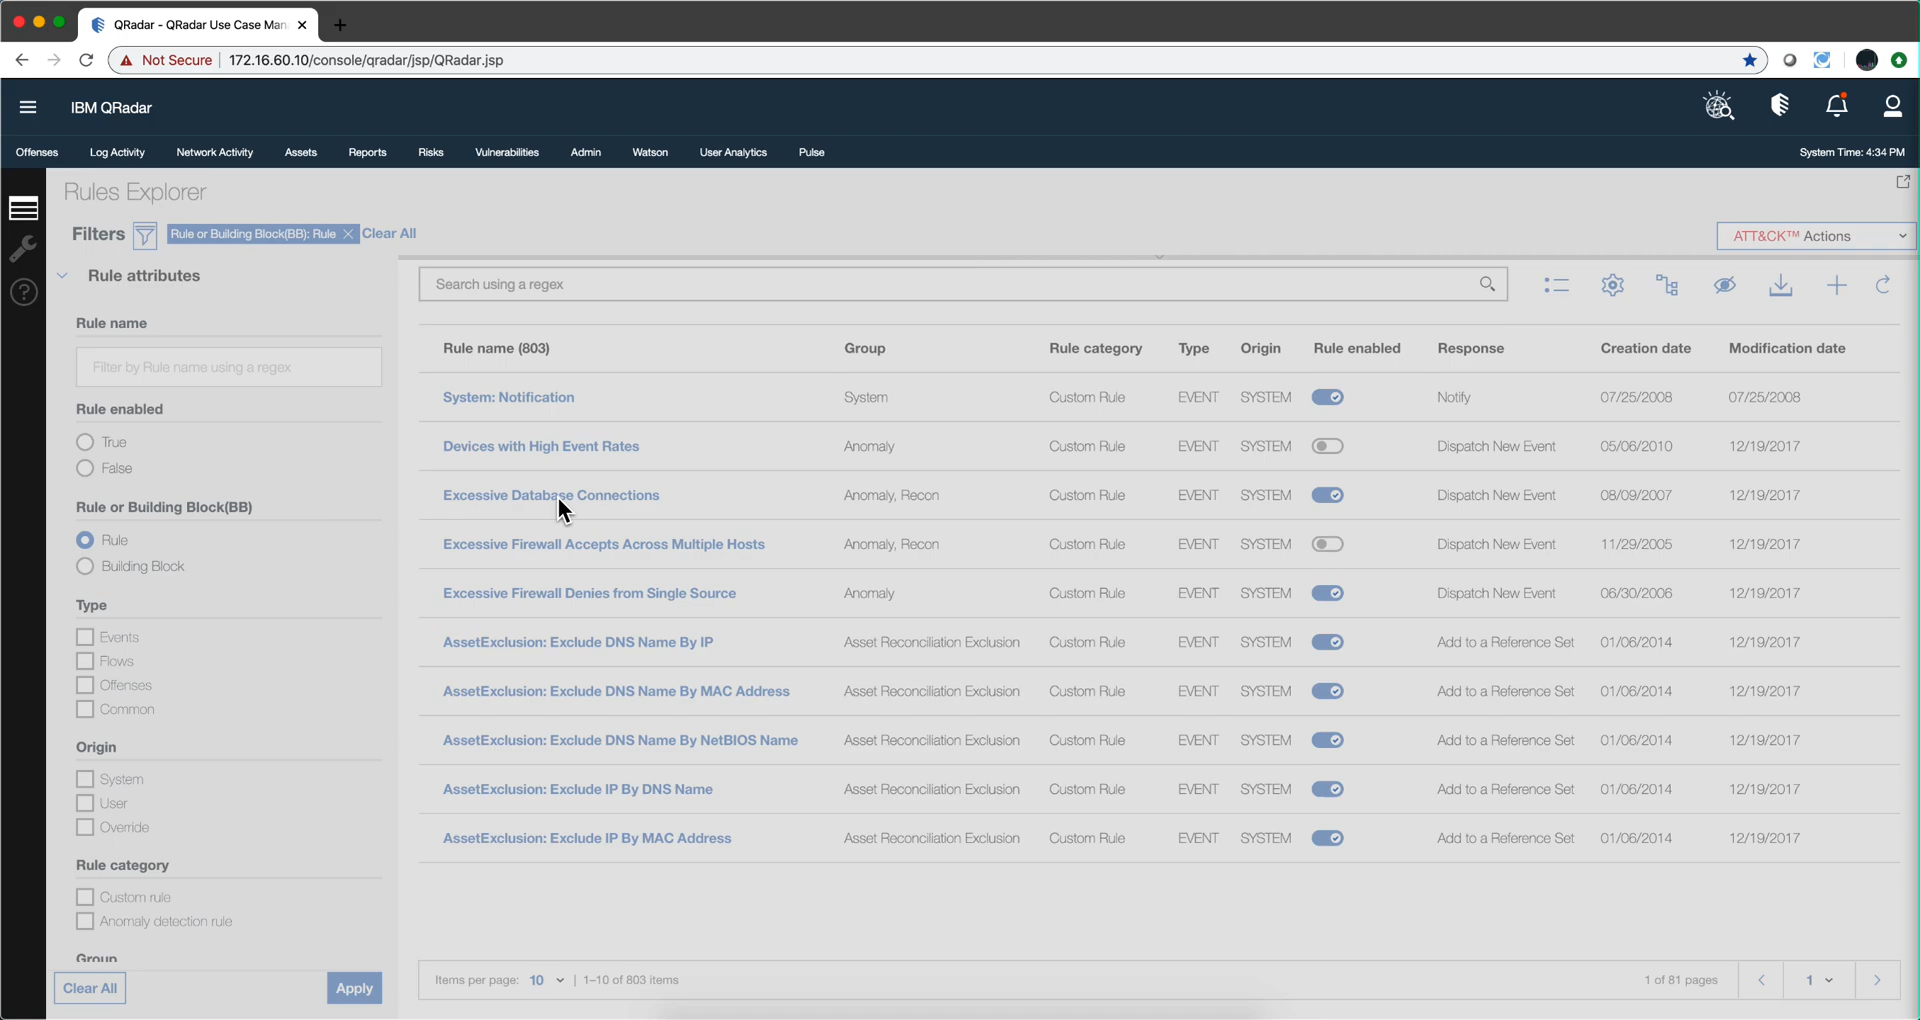 QRadar - QRadar Use Case Man
Not Secure | 172.16.60.10/console/qradar/jsp/QRadar.jsp
IBM QRadar
Offenses Log Activity Network Activity Assets Reports Risks Vulnerabilities Admin Watson User Analytics Pulse System Time: 4:34 PM
Rules Explorer
Filters Rule or Building Block(BB): Rule Clear All ATT&CK™ Actions
Rule attributes
Search using a regex
Rule name
Filter by Rule name using a regex
Rule enabled
True
False
Rule or Building Block(BB)
Rule
Building Block
Type
Events
Flows
Offenses
Common
Origin
System
User
Override
Rule category
Custom rule
Anomaly detection rule
Group
Clear All Apply
Rule name (803) Group Rule category Type Origin Rule enabled Response Creation date Modification date
System: Notification System Custom Rule EVENT SYSTEM Notify 07/25/2008 07/25/2008
Devices with High Event Rates Anomaly Custom Rule EVENT SYSTEM Dispatch New Event 05/06/2010 12/19/2017
Excessive Database Connections Anomaly, Recon Custom Rule EVENT SYSTEM Dispatch New Event 08/09/2007 12/19/2017
Excessive Firewall Accepts Across Multiple Hosts Anomaly, Recon Custom Rule EVENT SYSTEM Dispatch New Event 11/29/2005 12/19/2017
Excessive Firewall Denies from Single Source Anomaly Custom Rule EVENT SYSTEM Dispatch New Event 06/30/2006 12/19/2017
AssetExclusion: Exclude DNS Name By IP Asset Reconciliation Exclusion Custom Rule EVENT SYSTEM Add to a Reference Set 01/06/2014 12/19/2017
AssetExclusion: Exclude DNS Name By MAC Address Asset Reconciliation Exclusion Custom Rule EVENT SYSTEM Add to a Reference Set 01/06/2014 12/19/2017
AssetExclusion: Exclude DNS Name By NetBIOS Name Asset Reconciliation Exclusion Custom Rule EVENT SYSTEM Add to a Reference Set 01/06/2014 12/19/2017
AssetExclusion: Exclude IP By DNS Name Asset Reconciliation Exclusion Custom Rule EVENT SYSTEM Add to a Reference Set 01/06/2014 12/19/2017
AssetExclusion: Exclude IP By MAC Address Asset Reconciliation Exclusion Custom Rule EVENT SYSTEM Add to a Reference Set 01/06/2014 12/19/2017
Items per page: 10 | 1–10 of 803 items 1 of 81 pages 1